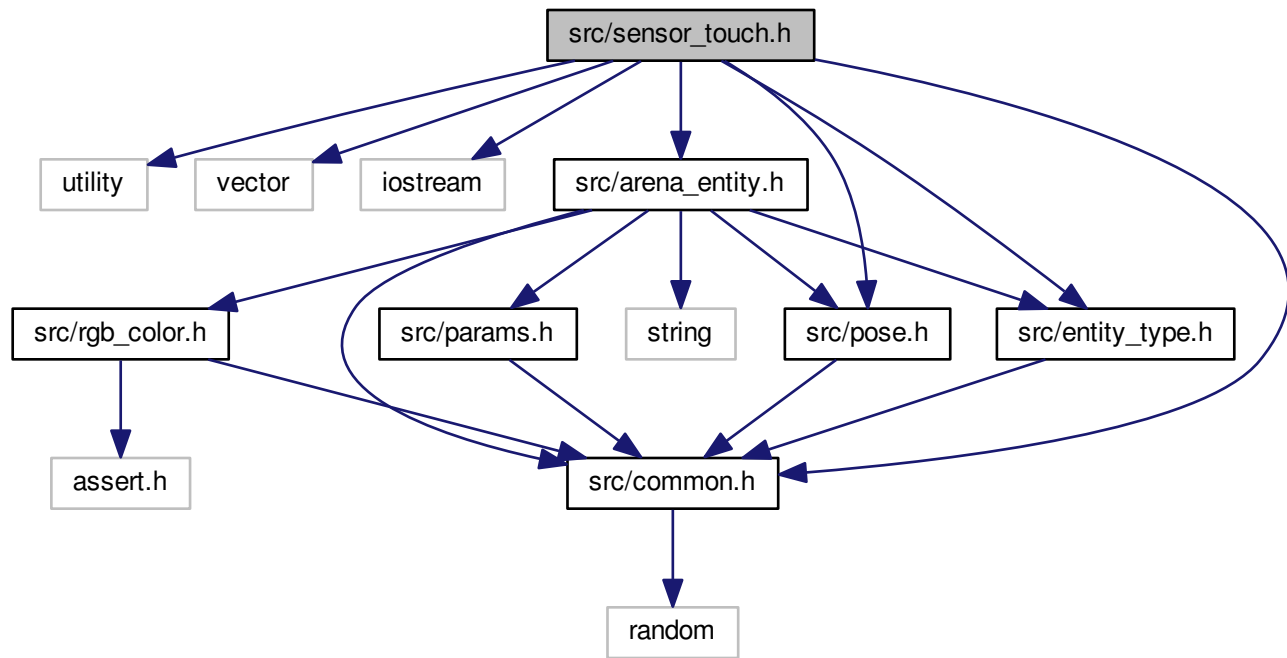 src/sensor_touch.h
utility
vector
iostream
src/arena_entity.h
src/rgb_color.h
src/params.h
string
src/pose.h
src/entity_type.h
assert.h
src/common.h
random